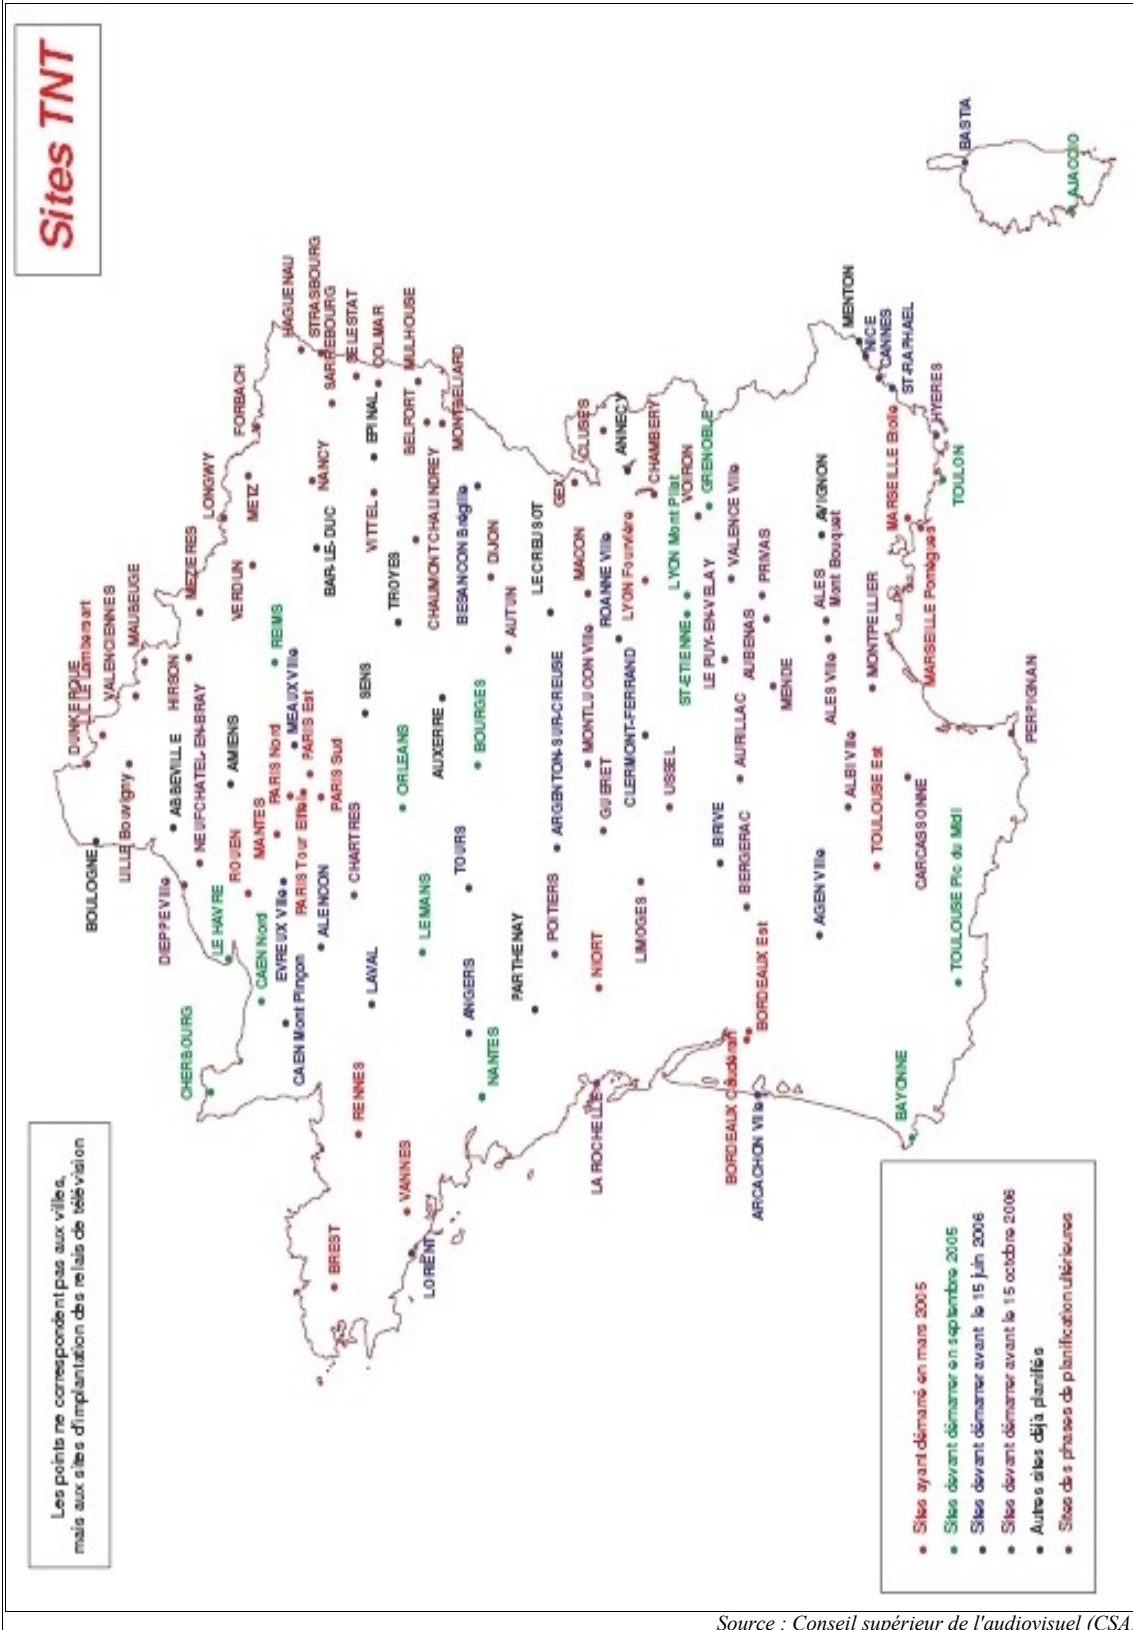 Sites TNT
Les points ne correspondent pas aux villes,
mais aux sites d'implantation des relais de télévision
DUNKERQUE
LILLE Lambersart
VALENCIENNES
MAUBEUGE
BOULOGNE
LILLE Bouvigny
HIRSON
MEZIERES
ABBEVILLE
NEUFCHATEL-EN-BRAY
AMIENS
DIEPPE Ville
LE HAVRE
ROUEN
CHERBOURG
CAEN Nord
EVREUX Ville
CAEN Mont Pinçon
MANTES
PARIS Nord
PARIS Tour Eiffel
PARIS Est
PARIS Sud
MEAUX Ville
REIMS
LONGWY
VERDUN
METZ
FORBACH
HAGUENAU
STRASBOURG
SARREBOURG
SELESTAT
COLMAR
MULHOUSE
NANCY
BAR-LE-DUC
EPINAL
VITTEL
BELFORT
MONTBELIARD
TROYES
CHAUMONT CHALINDREY
BESANCON Brégille
ALENCON
CHARTRES
SENS
LAVAL
RENNES
BREST
VANNES
LORIENT
LE MANS
ORLEANS
AUXERRE
BOURGES
TOURS
ANGERS
NANTES
DIJON
AUTUN
LE CREUSOT
PARTHENAY
POITIERS
ARGENTON-SUR-CREUSE
NIORT
LA ROCHELLE
GUERET
MONTLUCON Ville
MACON
ROANNE Ville
GEX
CLUSES
ANNECY
CHAMBERY
LYON Fourvière
CLERMONT-FERRAND
LIMOGES
USSEL
LYON Mont Pilat
ST-ETIENNE
VOIRON
GRENOBLE
LE PUY-EN-VELAY
VALENCE Ville
BRIVE
AURILLAC
AUBENAS
PRIVAS
BERGERAC
BORDEAUX Est
BORDEAUX Cauderan
ARCACHON Ville
MENDE
AGEN Ville
ALES Ville
ALES
Mont Bouquet
AVIGNON
MENTON
NICE
CANNES
ST-RAPHAEL
ALBI Ville
TOULOUSE Est
MONTPELLIER
MARSEILLE Etoile
MARSEILLE Pomègues
HYERES
TOULON
CARCASSONNE
TOULOUSE Pic du Midi
BAYONNE
PERPIGNAN
BASTIA
AJACCIO
Sites ayant démarré en mars 2005
Sites devant démarrer en septembre 2005
Sites devant démarrer avant le 15 juin 2006
Sites devant démarrer avant le 15 octobre 2006
Autres sites déjà planifiés
Sites des phases de planification ultérieures
Source : Conseil supérieur de l'audiovisuel (CSA